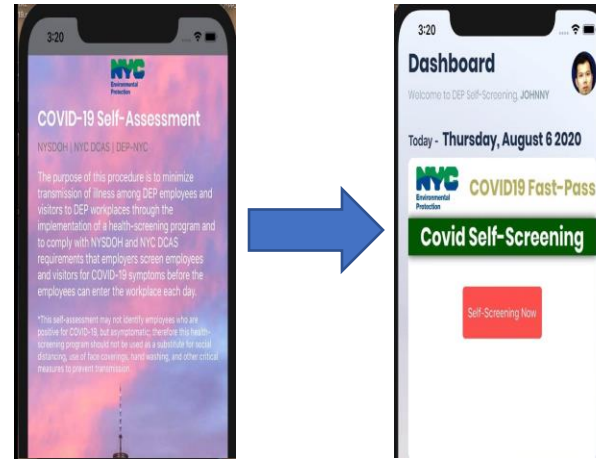 3:20
NYC
Environmental
Protection
COVID-19 Self-Assessment
NYSDOH | NYC DCAS | DEP-NYC
The purpose of this procedure is to minimize
transmission of illness among DEP employees and
visitors to DEP workplaces through the
implementation of a health-screening program and
to comply with NYSDOH and NYC DCAS
requirements that employers screen employees
and visitors for COVID-19 symptoms before the
employees can enter the workplace each day.
*This self-assessment may not identify employees who are
positive for COVID-19, but asymptomatic; therefore this health-
screening program should not be used as a substitute for social
distancing, use of face coverings, hand washing, and other critical
measures to prevent transmission.
3:20
Dashboard
Welcome to DEP Self-Screening, JOHNNY
Today - Thursday, August 6 2020
NYC
Environmental
Protection
COVID19 Fast-Pass
Covid Self-Screening
Self-Screening Now